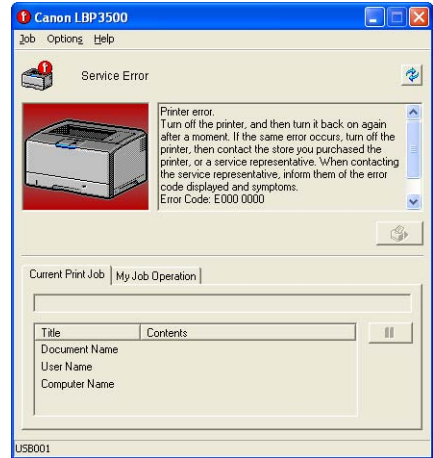 Canon LBP3500
Job Options Help
Service Error
Printer error.
Turn off the printer, and then turn it back on again
after a moment. If the same error occurs, turn off the
printer, then contact the store you purchased the
printer, or a service representative. When contacting
the service representative, inform them of the error
code displayed and symptoms.
Error Code: E000 0000
Current Print Job My Job Operation
Title Contents
Document Name
User Name
Computer Name
USB001